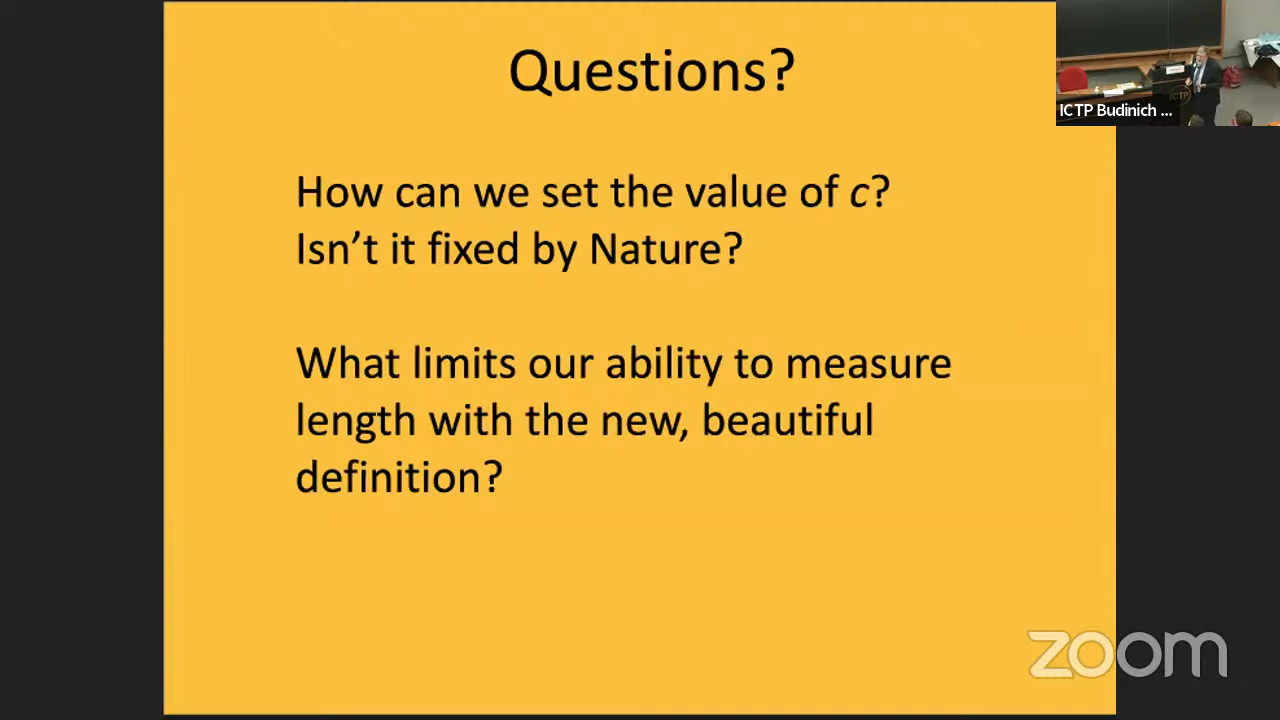 Questions?
ICTP Budinich ...
ICTP
How can we set the value of c?
Isn’t it fixed by Nature?
What limits our ability to measure
length with the new, beautiful
definition?
zoom